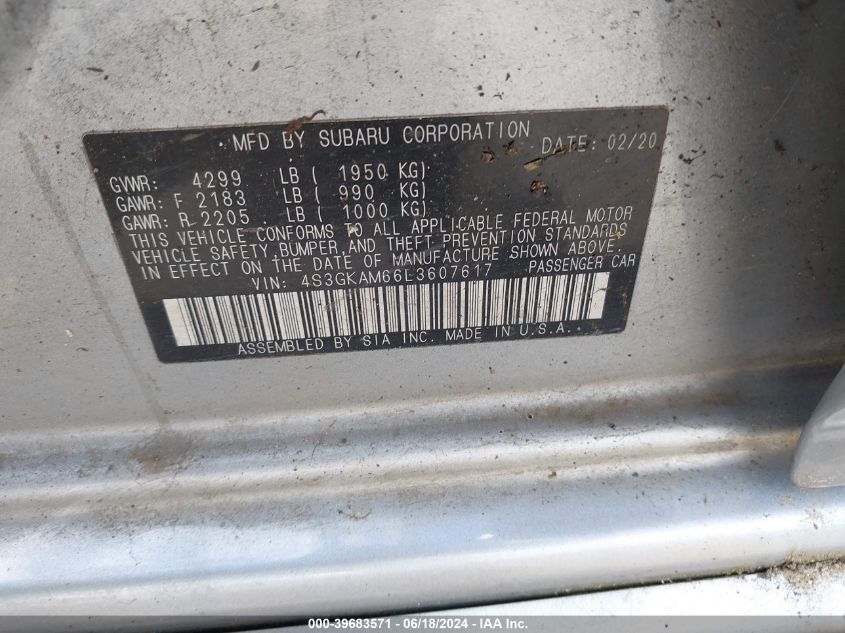 MFD BY SUBARU CORPORATION DATE: 02/20
GVWR: 4299 LB ( 1950 KG)
GAWR: F 2183 LB ( 990 KG)
GAWR: R 2205 LB ( 1000 KG)
THIS VEHICLE CONFORMS TO ALL APPLICABLE FEDERAL MOTOR
VEHICLE SAFETY, BUMPER, AND THEFT PREVENTION STANDARDS
IN EFFECT ON THE DATE OF MANUFACTURE SHOWN ABOVE.
VIN: 4S3GKAM66L3607617 PASSENGER CAR
ASSEMBLED BY SIA INC. MADE IN U.S.A.
000-39683571 - 06/18/2024 - IAA Inc.